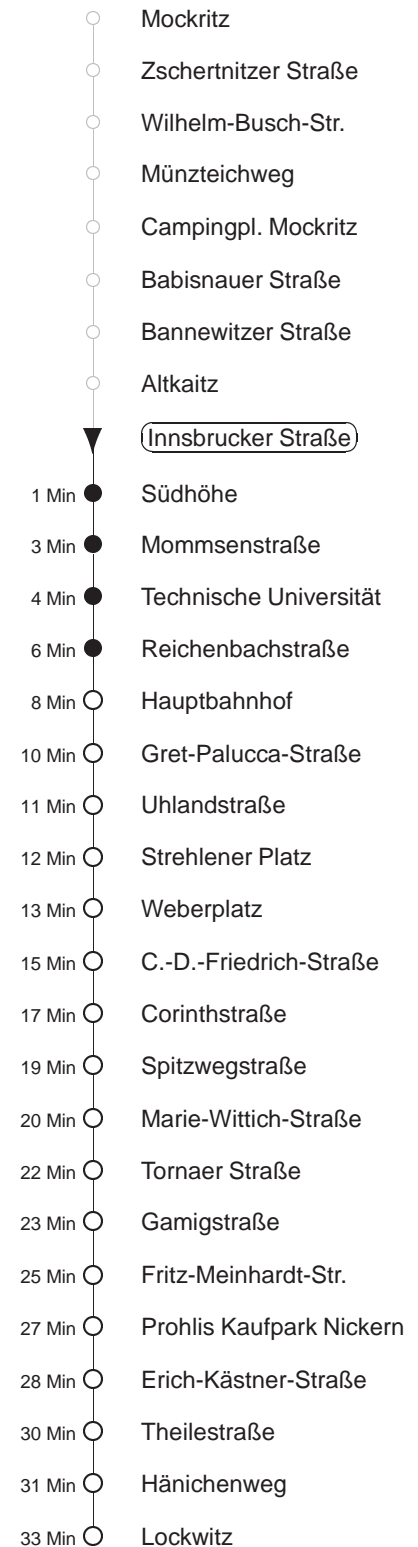 Mockritz
Zschertnitzer Straße
Wilhelm-Busch-Str.
Münzteichweg
Campingpl. Mockritz
Babisnauer Straße
Bannewitzer Straße
Altkaitz
Innsbrucker Straße
1 Min Südhöhe
3 Min Mommsenstraße
4 Min Technische Universität
6 Min Reichenbachstraße
8 Min Hauptbahnhof
10 Min Gret-Palucca-Straße
11 Min Uhlandstraße
12 Min Strehlener Platz
13 Min Weberplatz
15 Min C.-D.-Friedrich-Straße
17 Min Corinthstraße
19 Min Spitzwegstraße
20 Min Marie-Wittich-Straße
22 Min Tornaer Straße
23 Min Gamigstraße
25 Min Fritz-Meinhardt-Str.
27 Min Prohlis Kaufpark Nickern
28 Min Erich-Kästner-Straße
30 Min Theilestraße
31 Min Hänichenweg
33 Min Lockwitz